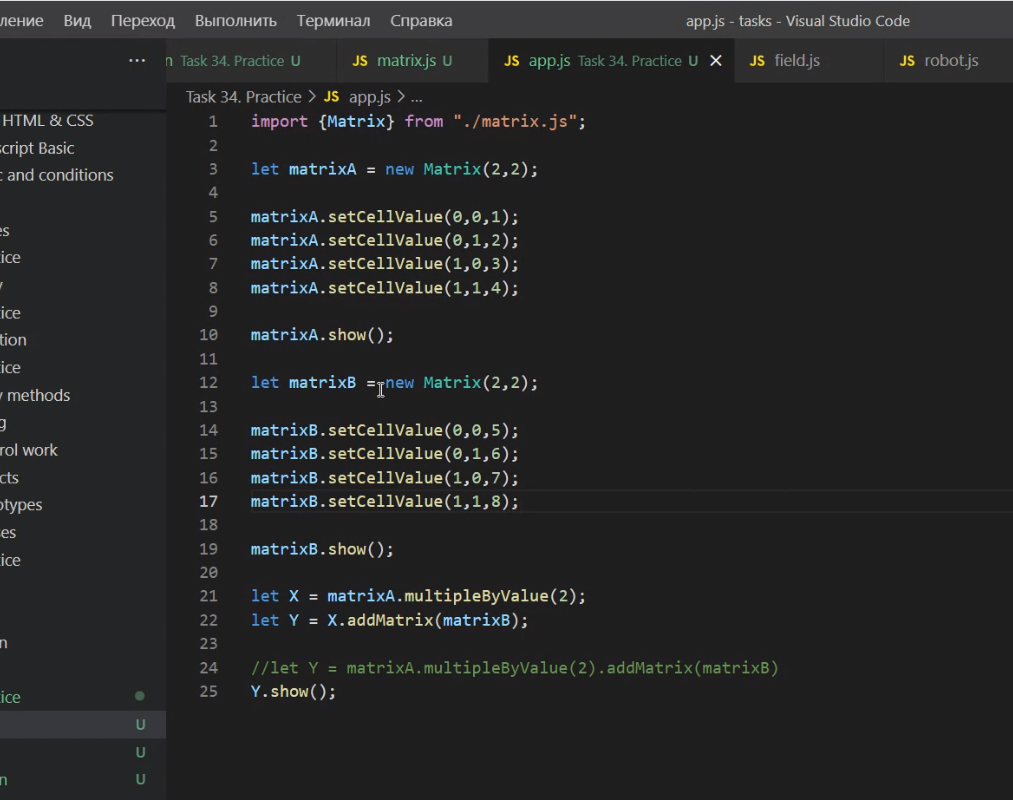 ление Вид Переход Выполнить Терминал Справка app.js - tasks - Visual Studio Code
... n Task 34. Practice U JS matrix.js U JS app.js Task 34. Practice U × JS field.js JS robot.js
Task 34. Practice > JS app.js > ...
HTML & CSS
cript Basic
c and conditions
es
ice
y
ice
tion
ice
y methods
g
rol work
cts
otypes
es
ice
n
ice
U
U
n U
1 import {Matrix} from "./matrix.js";
2
3 let matrixA = new Matrix(2,2);
4
5 matrixA.setCellValue(0,0,1);
6 matrixA.setCellValue(0,1,2);
7 matrixA.setCellValue(1,0,3);
8 matrixA.setCellValue(1,1,4);
9
10 matrixA.show();
11
12 let matrixB = new Matrix(2,2);
13
14 matrixB.setCellValue(0,0,5);
15 matrixB.setCellValue(0,1,6);
16 matrixB.setCellValue(1,0,7);
17 matrixB.setCellValue(1,1,8);
18
19 matrixB.show();
20
21 let X = matrixA.multipleByValue(2);
22 let Y = X.addMatrix(matrixB);
23
24 //let Y = matrixA.multipleByValue(2).addMatrix(matrixB)
25 Y.show();